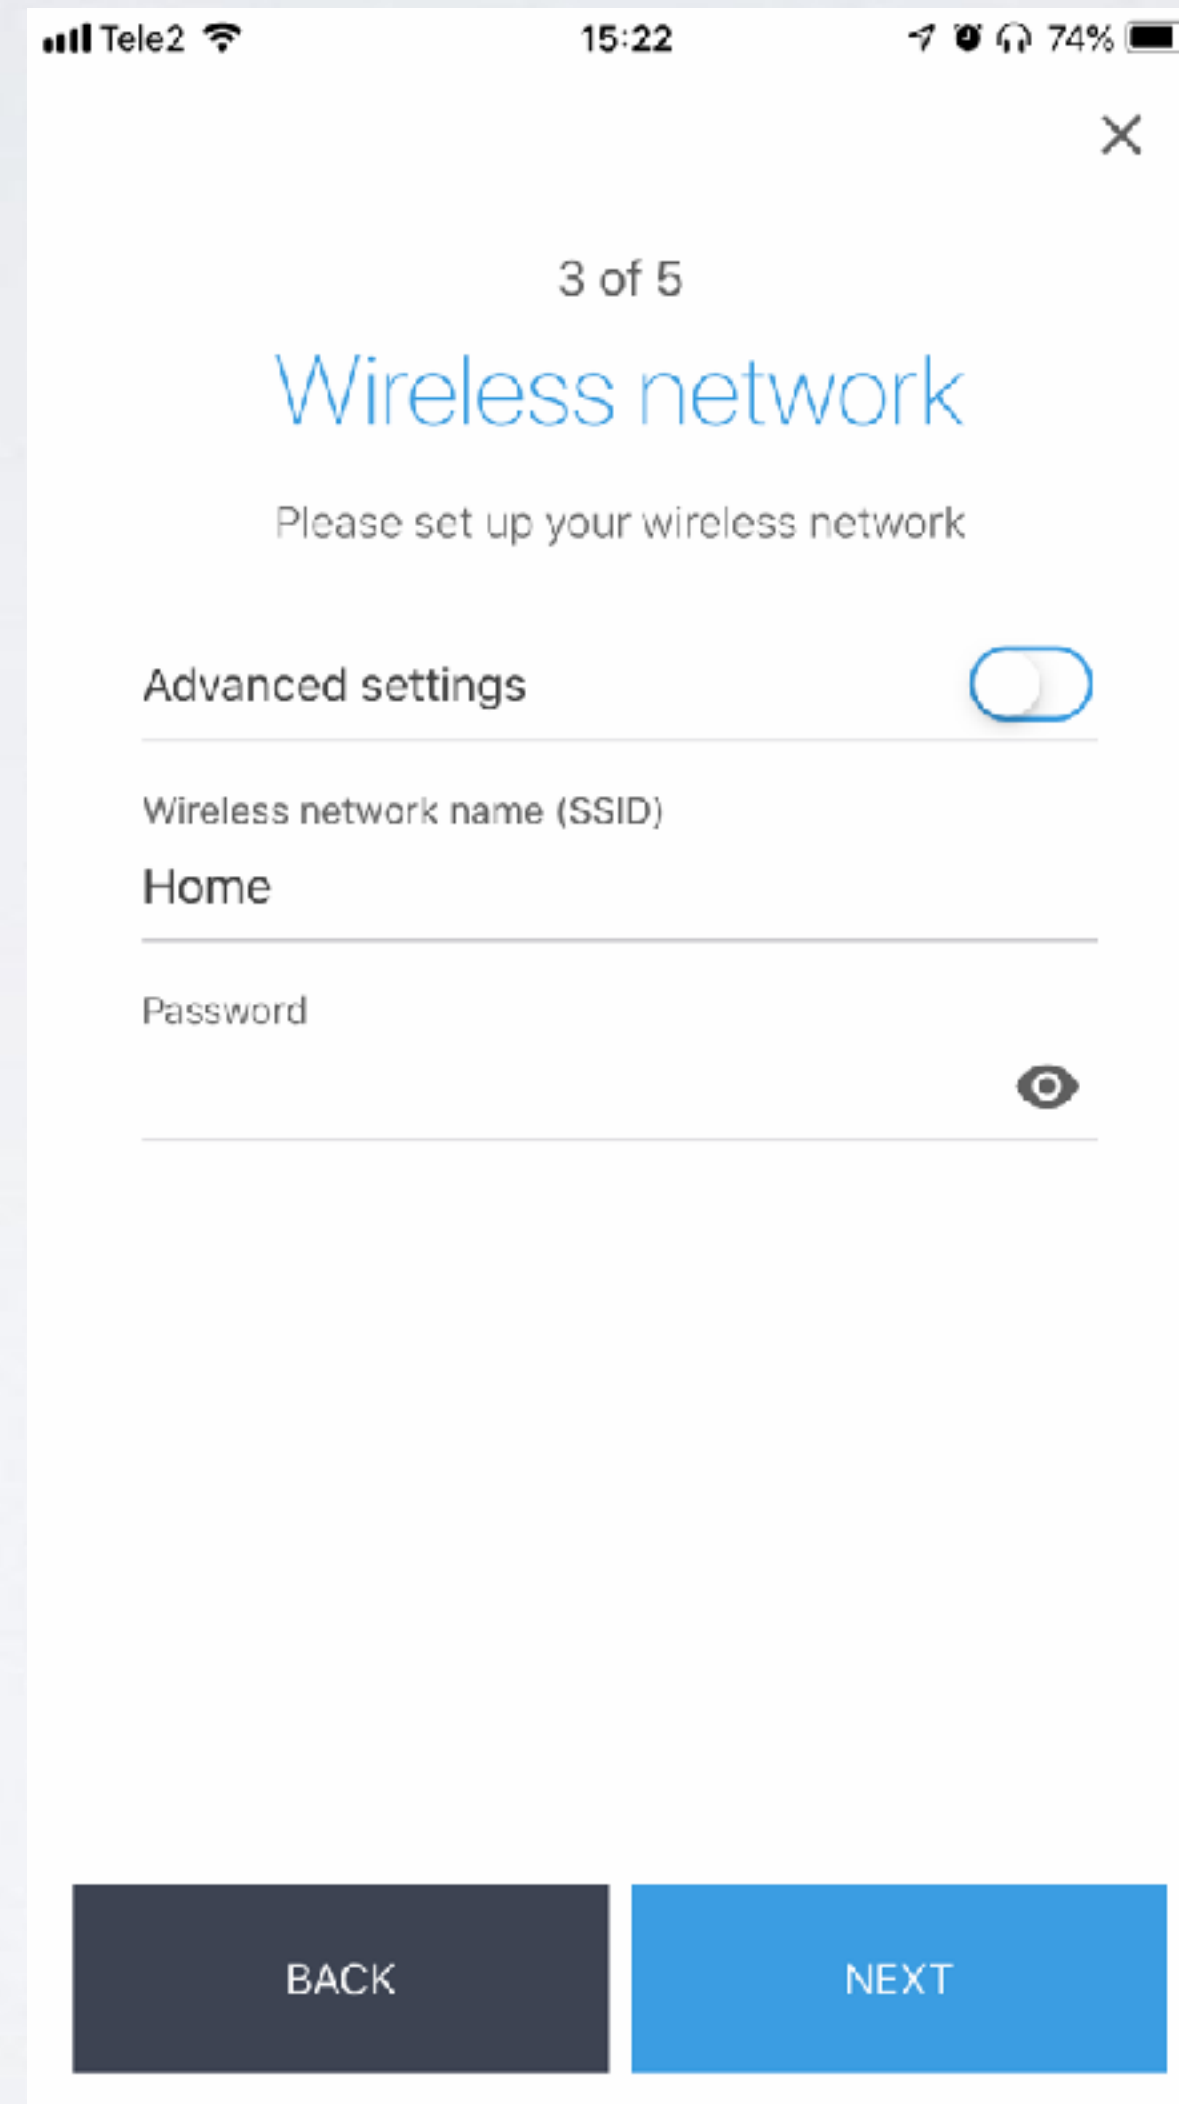 Tele2 15:22 74%
3 of 5
Wireless network
Please set up your wireless network
Advanced settings
Wireless network name (SSID)
Home
Password
BACK NEXT